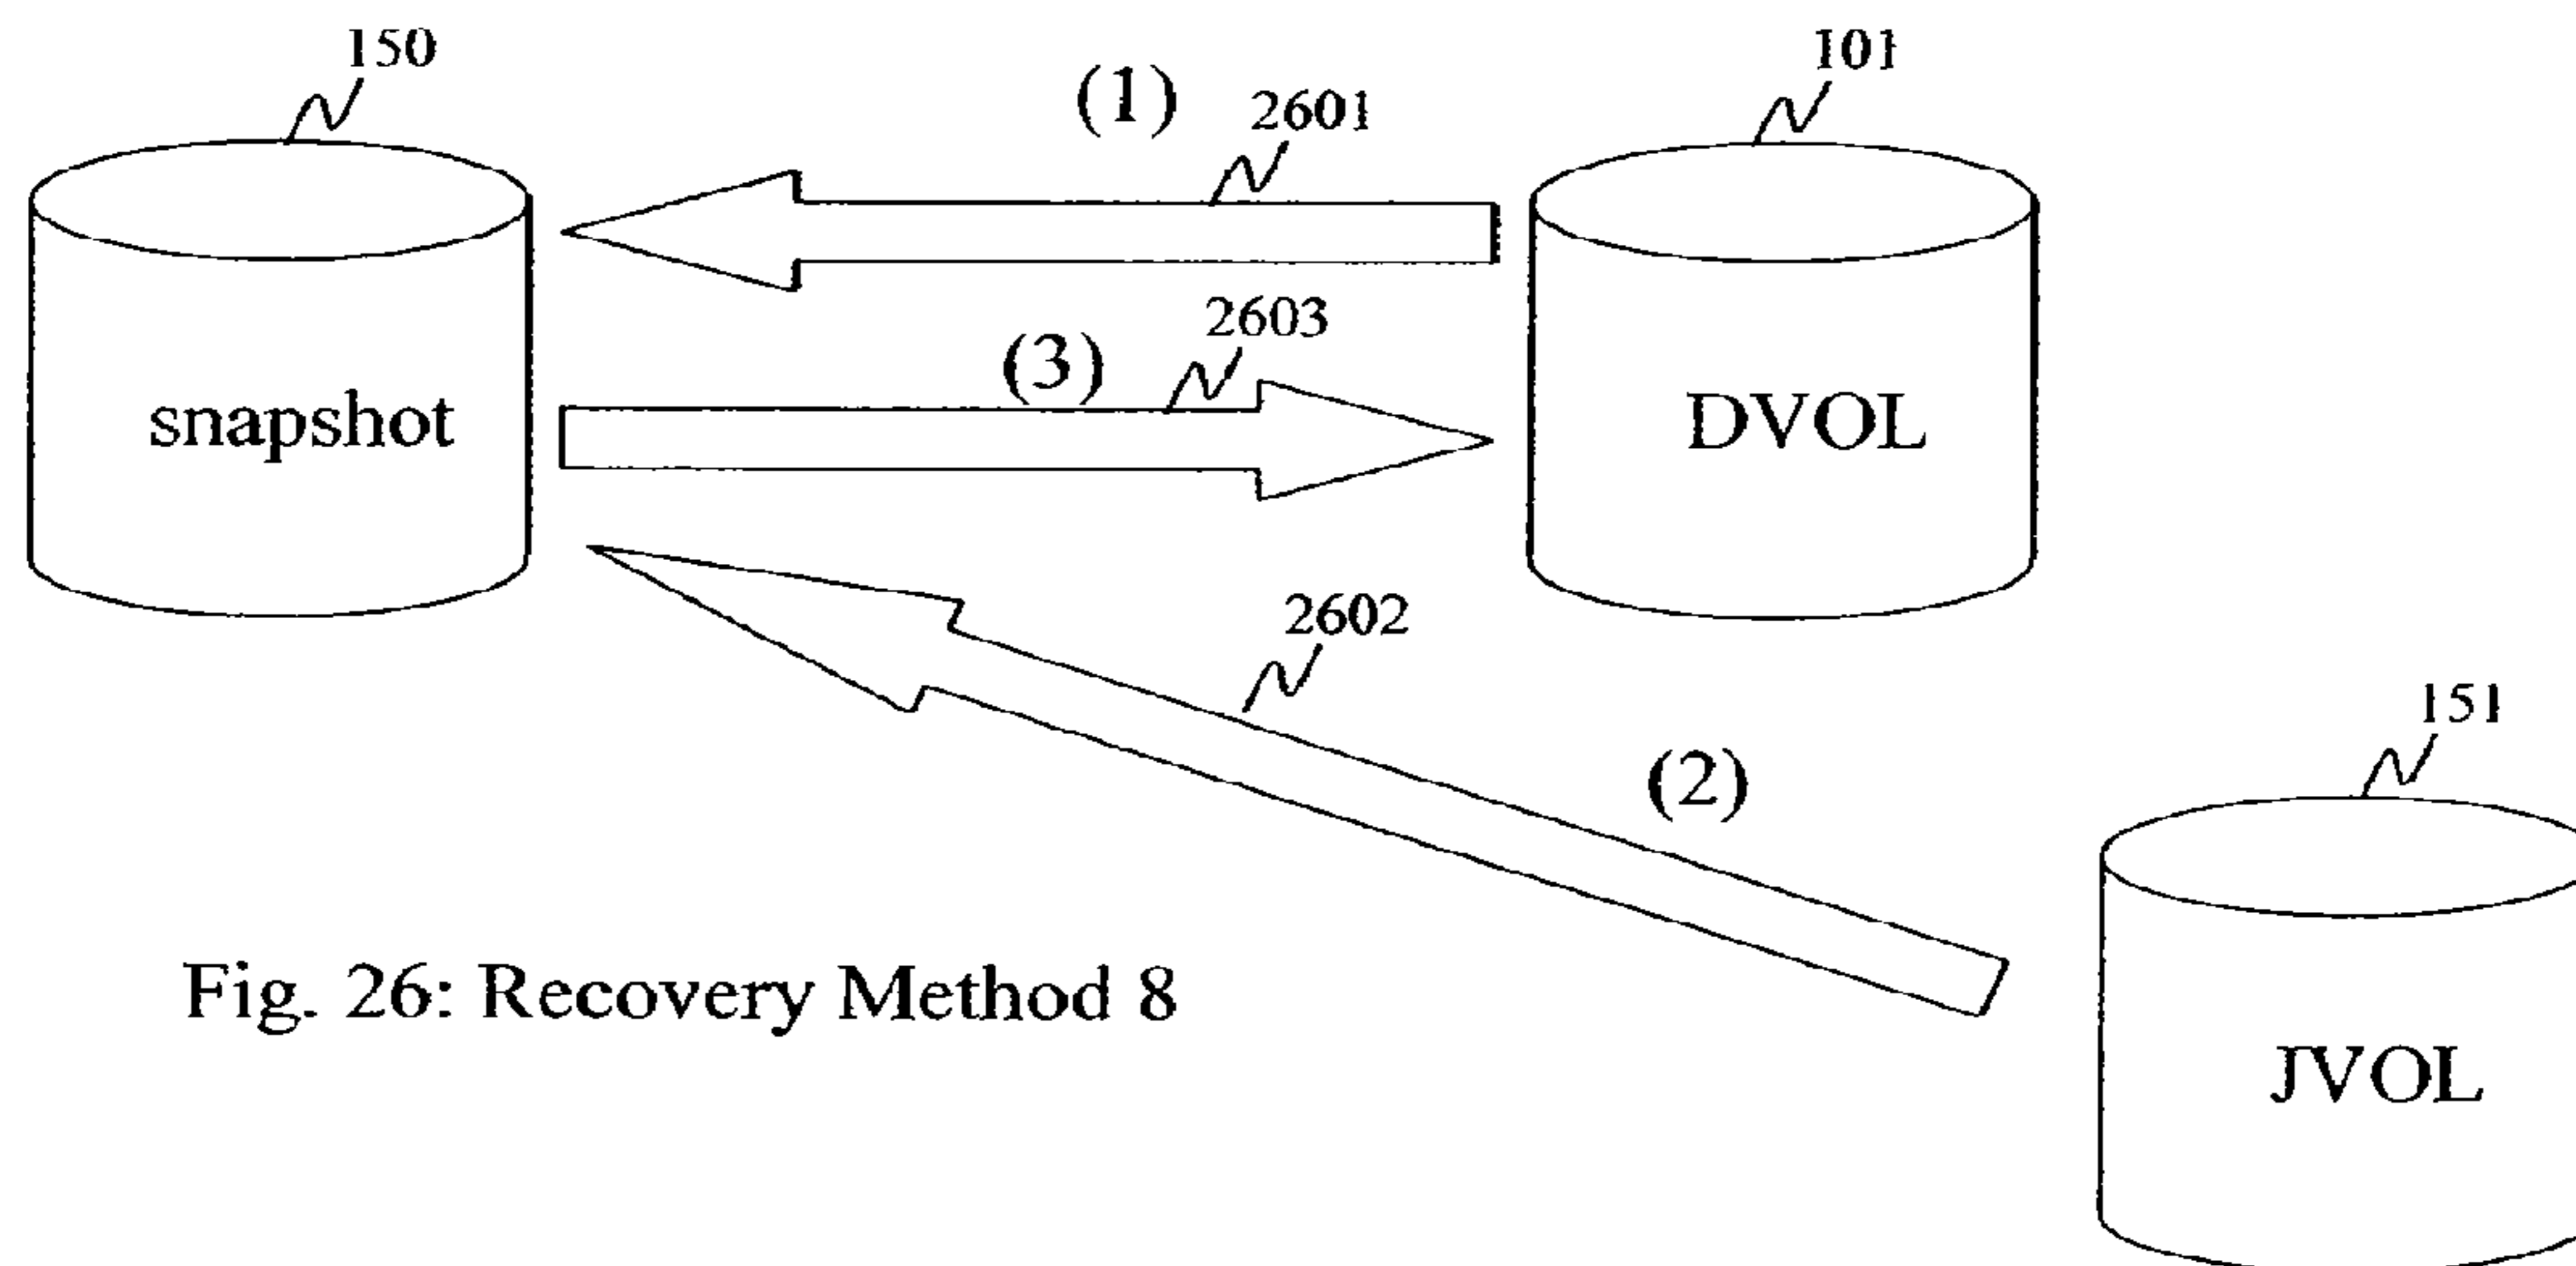 150
101
(1)
2601
2603
(3)
snapshot
DVOL
2602
151
(2)
Fig. 26: Recovery Method 8
JVOL